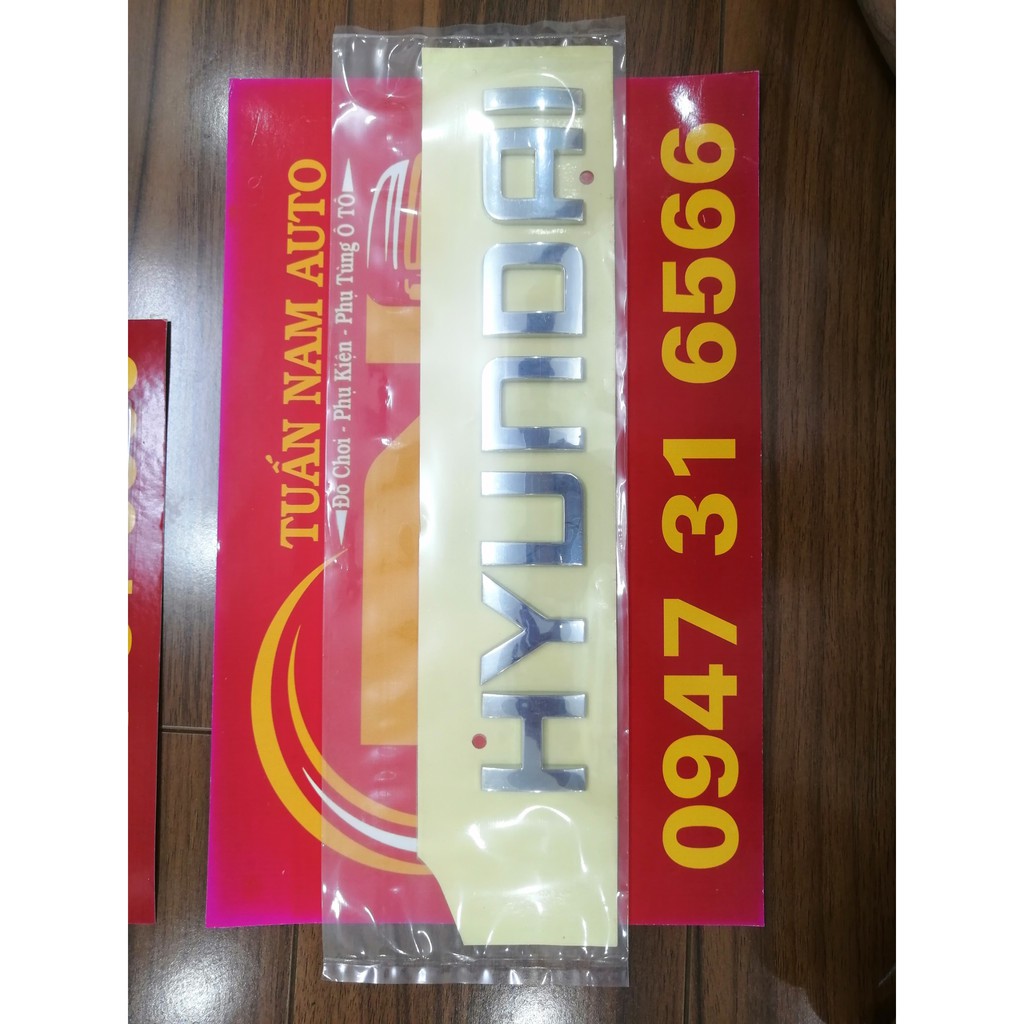 TUẤN NAM AUTO
Đồ Chơi - Phụ Kiện - Phụ Tùng Ô Tô
HYUNDAI
0947 31 6566